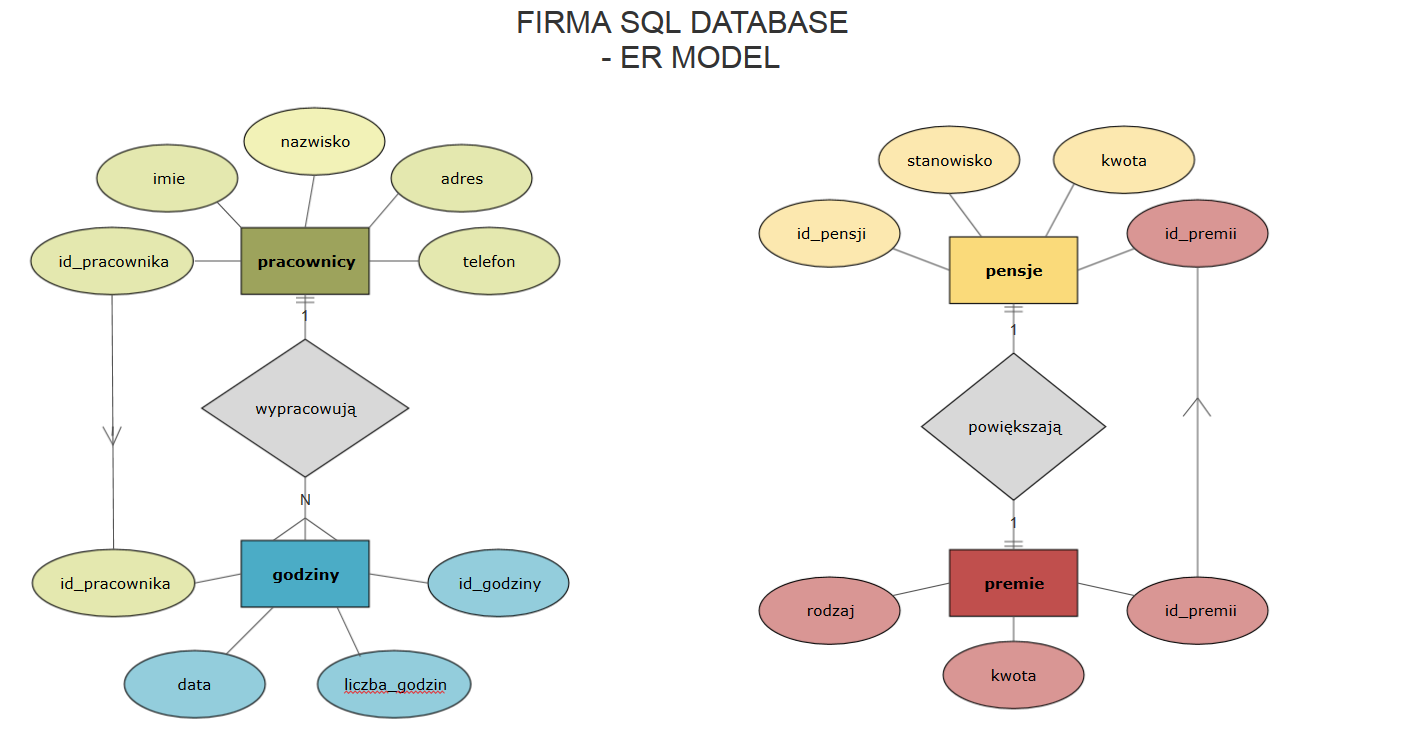 FIRMA SQL DATABASE
- ER MODEL
nazwisko
imie
adres
id_pracownika
pracownicy
telefon
1
wypracowują
N
id_pracownika
godziny
id_godziny
data
liczba_godzin
stanowisko
kwota
id_pensji
id_premii
pensje
1
powiększają
1
premie
rodzaj
id_premii
kwota